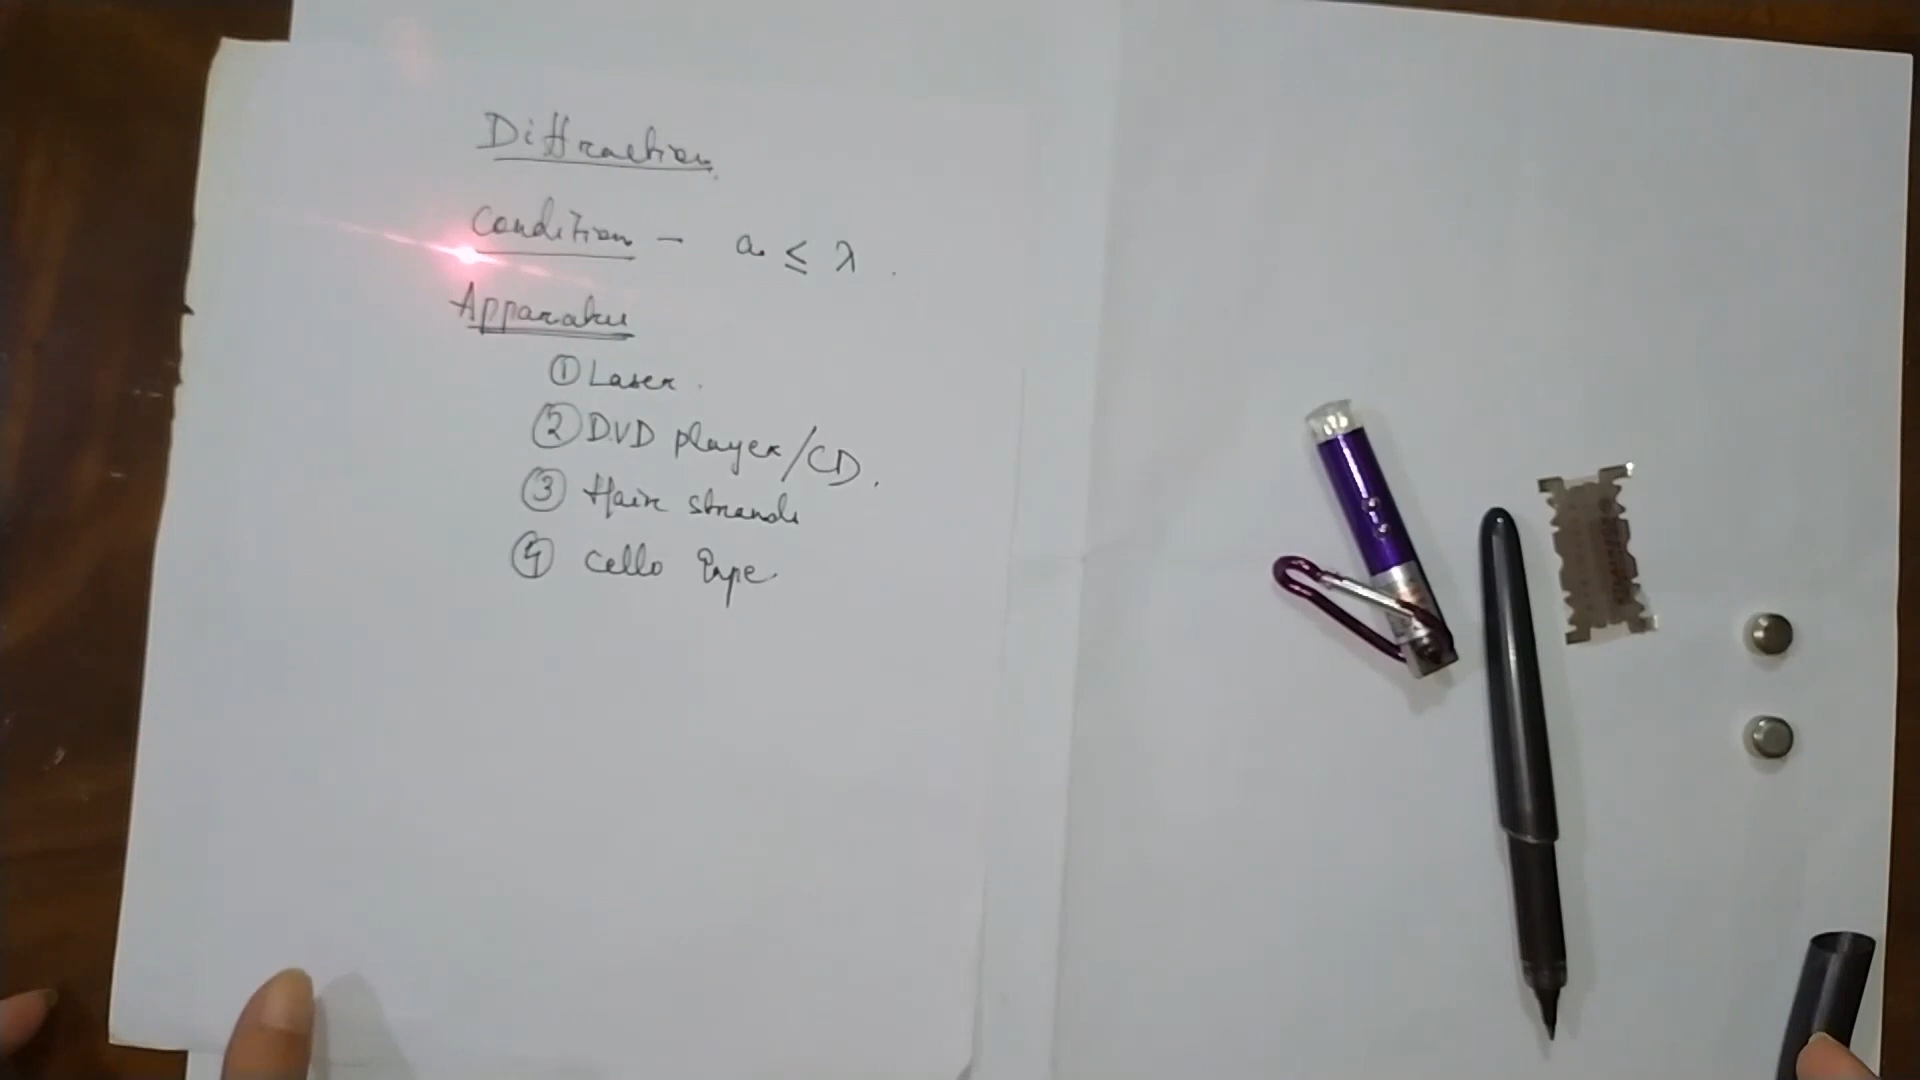 Diffraction
Condition - a ≤ λ .
Apparatus
① Laser .
② DVD player/CD .
③ Hair strands
④ Cello Tape.